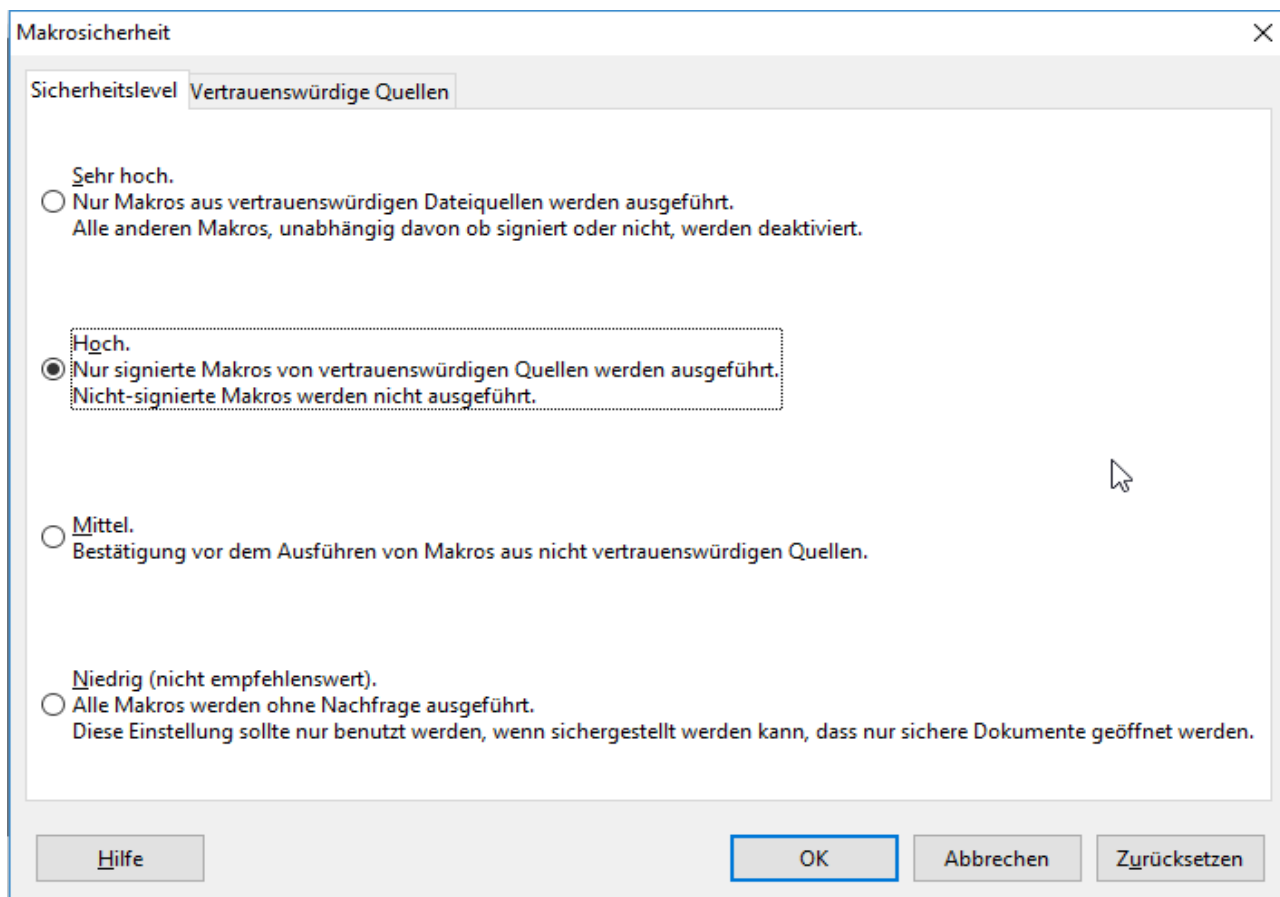 Makrosicherheit
Sicherheitslevel Vertrauenswürdige Quellen
Sehr hoch.
Nur Makros aus vertrauenswürdigen Dateiquellen werden ausgeführt.
Alle anderen Makros, unabhängig davon ob signiert oder nicht, werden deaktiviert.
Hoch.
Nur signierte Makros von vertrauenswürdigen Quellen werden ausgeführt.
Nicht-signierte Makros werden nicht ausgeführt.
Mittel.
Bestätigung vor dem Ausführen von Makros aus nicht vertrauenswürdigen Quellen.
Niedrig (nicht empfehlenswert).
Alle Makros werden ohne Nachfrage ausgeführt.
Diese Einstellung sollte nur benutzt werden, wenn sichergestellt werden kann, dass nur sichere Dokumente geöffnet werden.
Hilfe OK Abbrechen Zurücksetzen